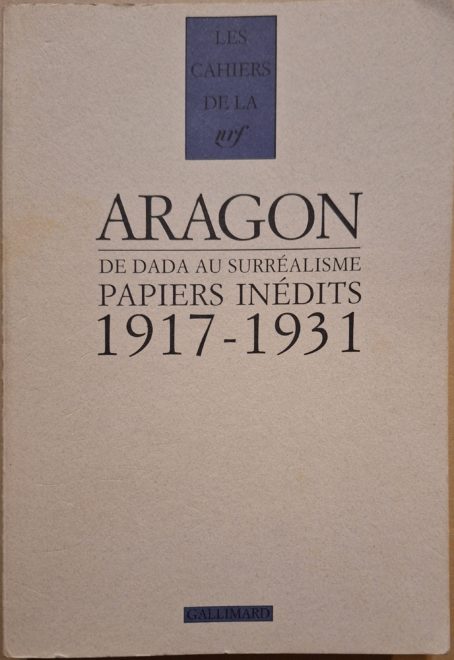 LES
CAHIERS
DE LA
nrf
ARAGON
DE DADA AU SURRÉALISME
PAPIERS INÉDITS
1917-1931
GALLIMARD